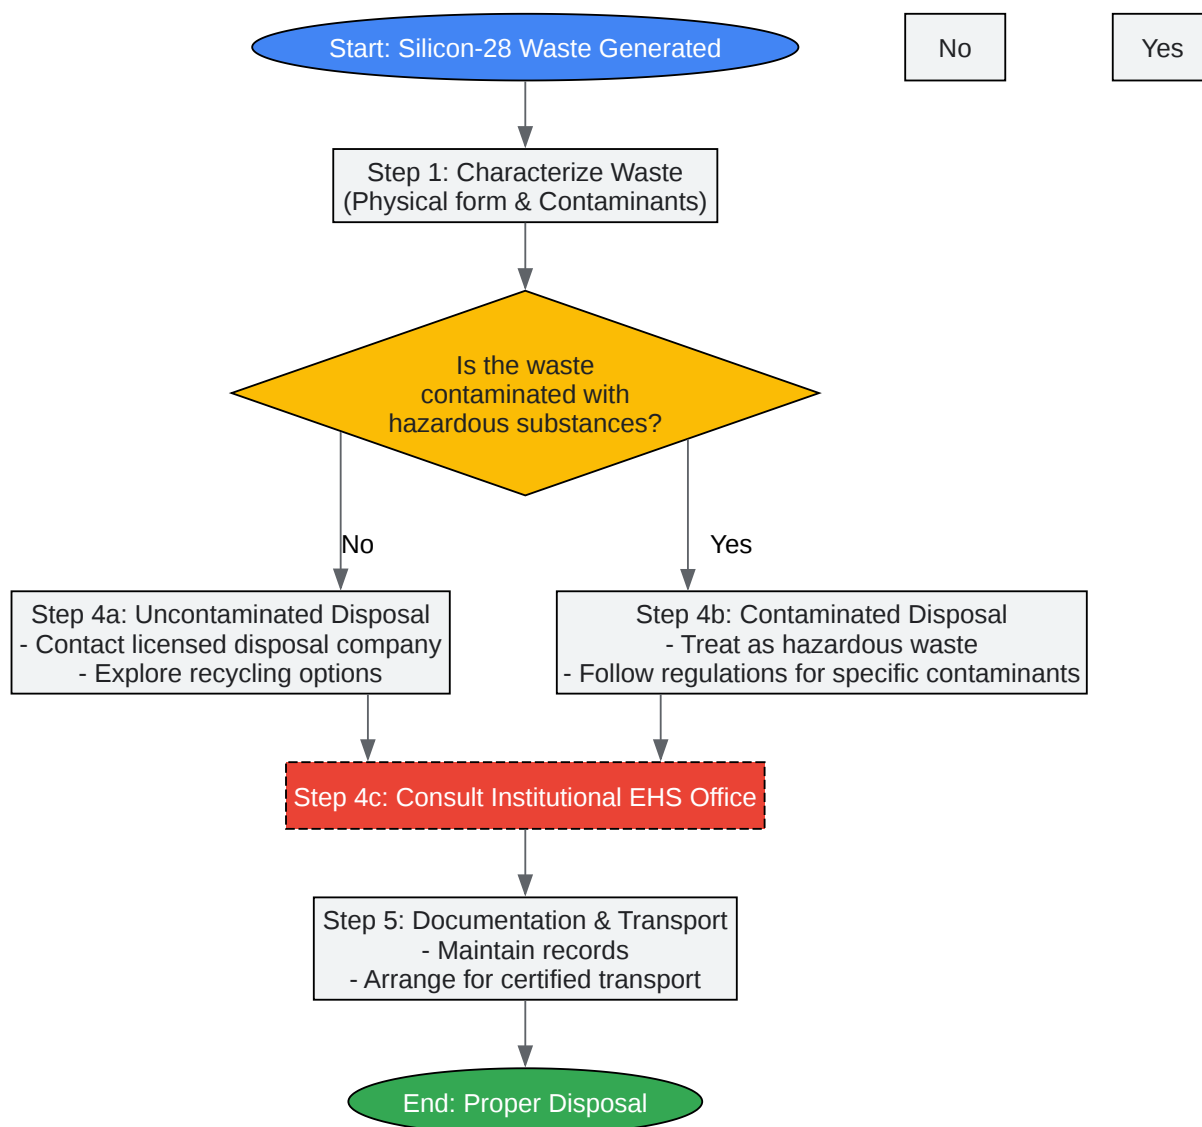 Start: Silicon-28 Waste Generated
No
Yes
Step 1: Characterize Waste
(Physical form & Contaminants)
Is the waste
contaminated with
hazardous substances?
No
Yes
Step 4a: Uncontaminated Disposal
- Contact licensed disposal company
- Explore recycling options
Step 4b: Contaminated Disposal
- Treat as hazardous waste
- Follow regulations for specific contaminants
Step 4c: Consult Institutional EHS Office
Step 5: Documentation & Transport
- Maintain records
- Arrange for certified transport
End: Proper Disposal